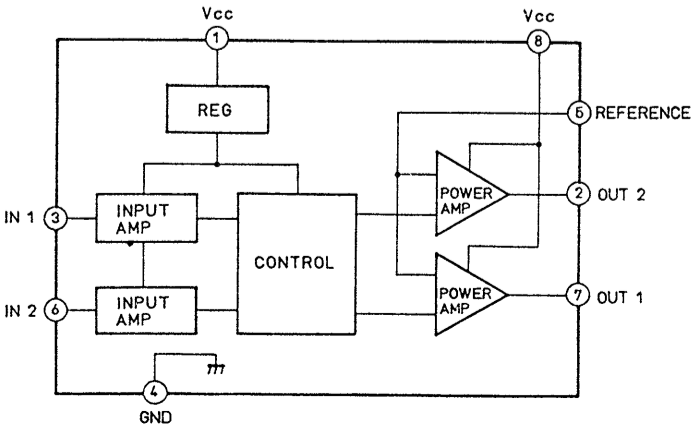 Vcc
Vcc
1
8
REG
5 REFERENCE
POWER
AMP
2 OUT 2
IN 1 3
INPUT
AMP
CONTROL
POWER
AMP
7 OUT 1
IN 2 6
INPUT
AMP
4
GND